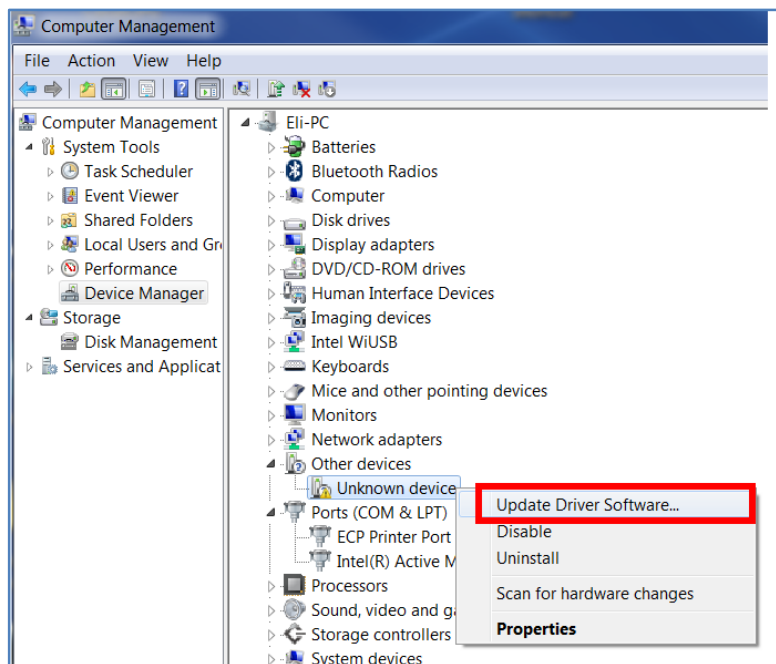 Computer Management
File Action View Help
Computer Management
System Tools
Task Scheduler
Event Viewer
Shared Folders
Local Users and Gr
Performance
Device Manager
Storage
Disk Management
Services and Applicat
Eli-PC
Batteries
Bluetooth Radios
Computer
Disk drives
Display adapters
DVD/CD-ROM drives
Human Interface Devices
Imaging devices
Intel WiUSB
Keyboards
Mice and other pointing devices
Monitors
Network adapters
Other devices
Unknown device
Ports (COM & LPT)
ECP Printer Port
Intel(R) Active M
Processors
Sound, video and ga
Storage controllers
System devices
Update Driver Software...
Disable
Uninstall
Scan for hardware changes
Properties